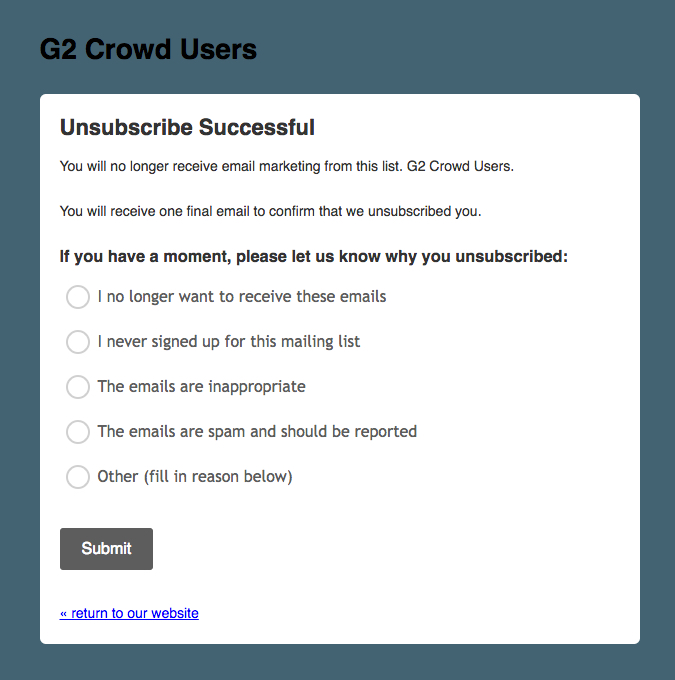 G2 Crowd Users
Unsubscribe Successful
You will no longer receive email marketing from this list. G2 Crowd Users.
You will receive one final email to confirm that we unsubscribed you.
If you have a moment, please let us know why you unsubscribed:
I no longer want to receive these emails
I never signed up for this mailing list
The emails are inappropriate
The emails are spam and should be reported
Other (fill in reason below)
Submit
« return to our website